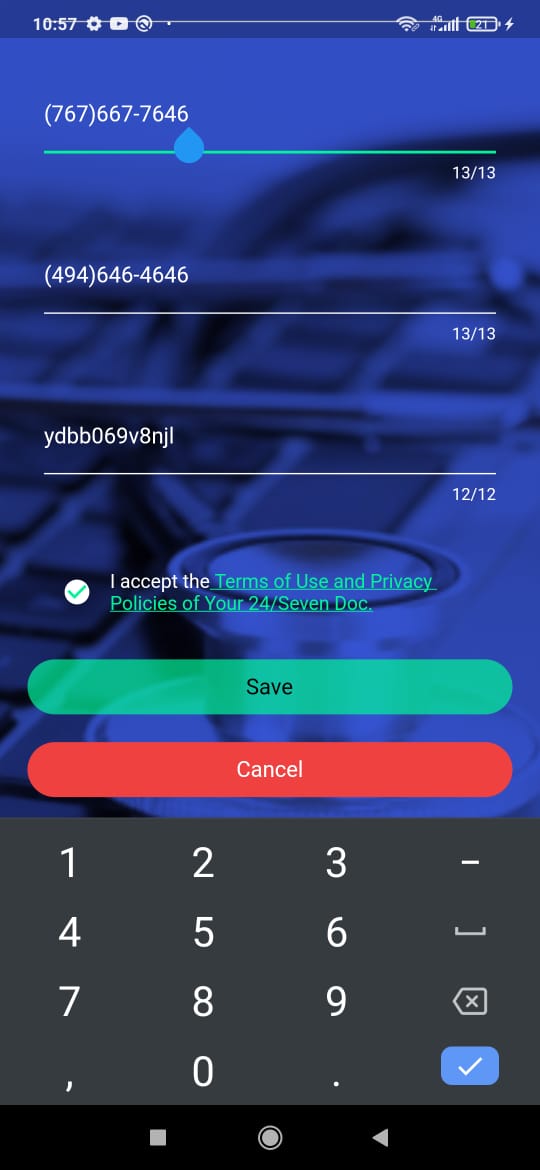 10:57 4G 21
(767)667-7646
13/13
(494)646-4646
13/13
ydbb069v8njl
12/12
I accept the Terms of Use and Privacy
Policies of Your 24/Seven Doc.
Save
Cancel
1 2 3 −
4 5 6
7 8 9
, 0 .